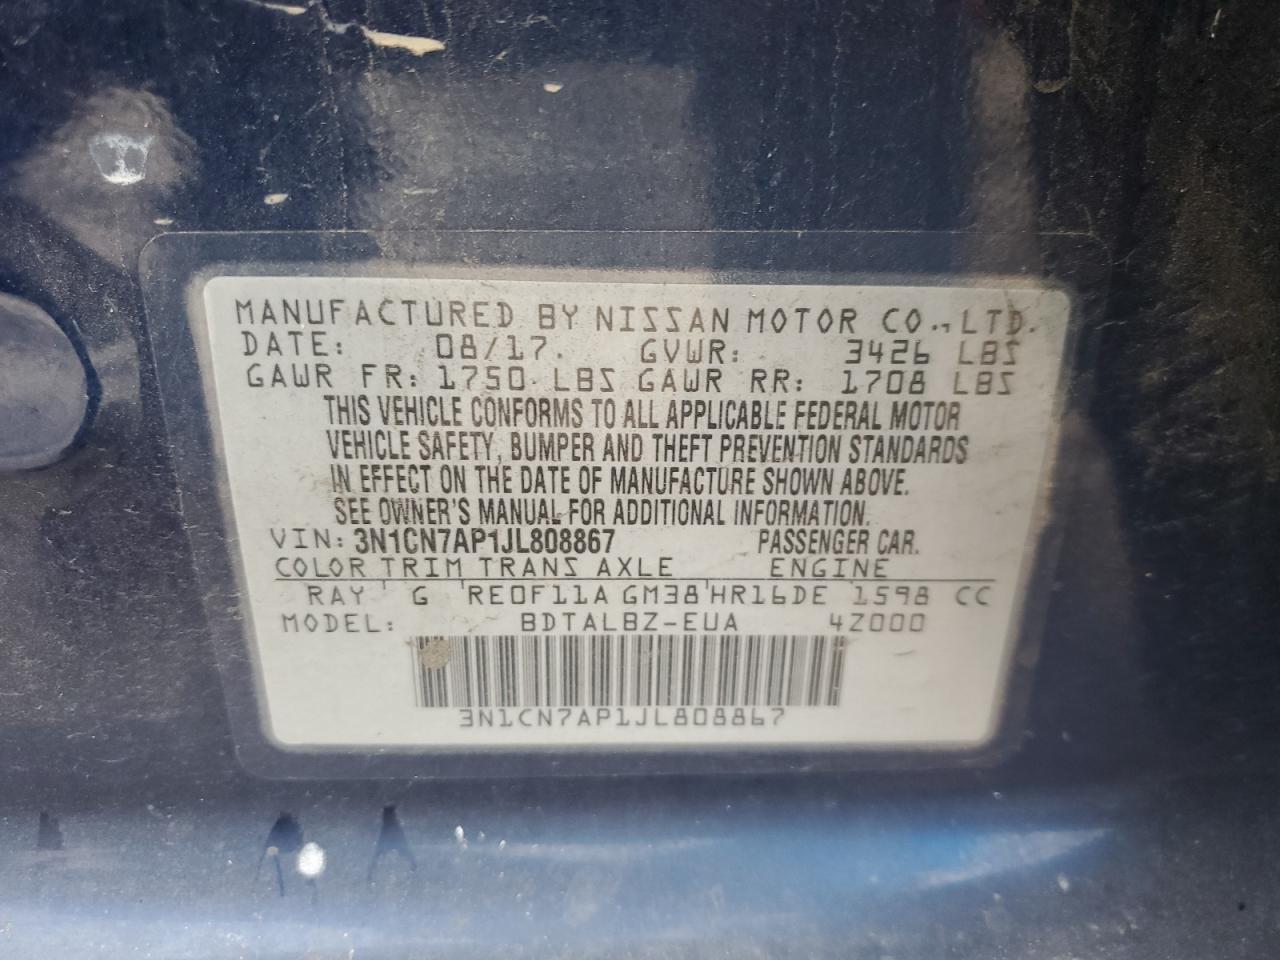 MANUFACTURED BY NISSAN MOTOR CO., LTD.
DATE: 08/17. GVWR: 3426 LBS
GAWR FR: 1750 LBS GAWR RR: 1708 LBS
THIS VEHICLE CONFORMS TO ALL APPLICABLE FEDERAL MOTOR
VEHICLE SAFETY, BUMPER AND THEFT PREVENTION STANDARDS
IN EFFECT ON THE DATE OF MANUFACTURE SHOWN ABOVE.
SEE OWNER'S MANUAL FOR ADDITIONAL INFORMATION.
VIN: 3N1CN7AP1JL808867 PASSENGER CAR.
COLOR TRIM TRANS AXLE ENGINE
RAY G RE0F11A GM38 HR16DE 1598 CC
MODEL: BDTALBZ-EUA 4Z000
3N1CN7AP1JL808867